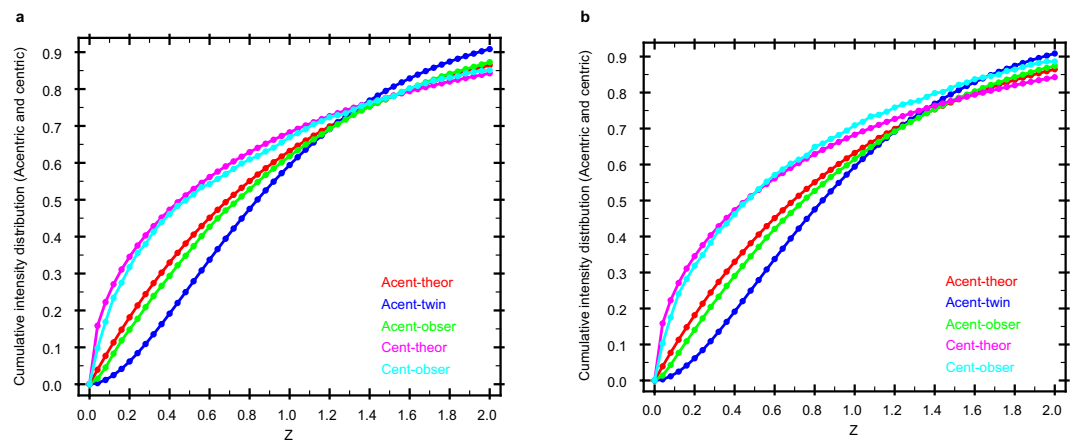 a
Cumulative intensity distribution (Acentric and centric)
0.9
0.8
0.7
0.6
0.5
0.4
0.3
0.2
0.1
0.0
Acent-theor
Acent-twin
Acent-obser
Cent-theor
Cent-obser
0.0 0.2 0.4 0.6 0.8 1.0 1.2 1.4 1.6 1.8 2.0
Z
b
Cumulative intensity distribution (Acentric and centric)
0.9
0.8
0.7
0.6
0.5
0.4
0.3
0.2
0.1
0.0
Acent-theor
Acent-twin
Acent-obser
Cent-theor
Cent-obser
0.0 0.2 0.4 0.6 0.8 1.0 1.2 1.4 1.6 1.8 2.0
Z